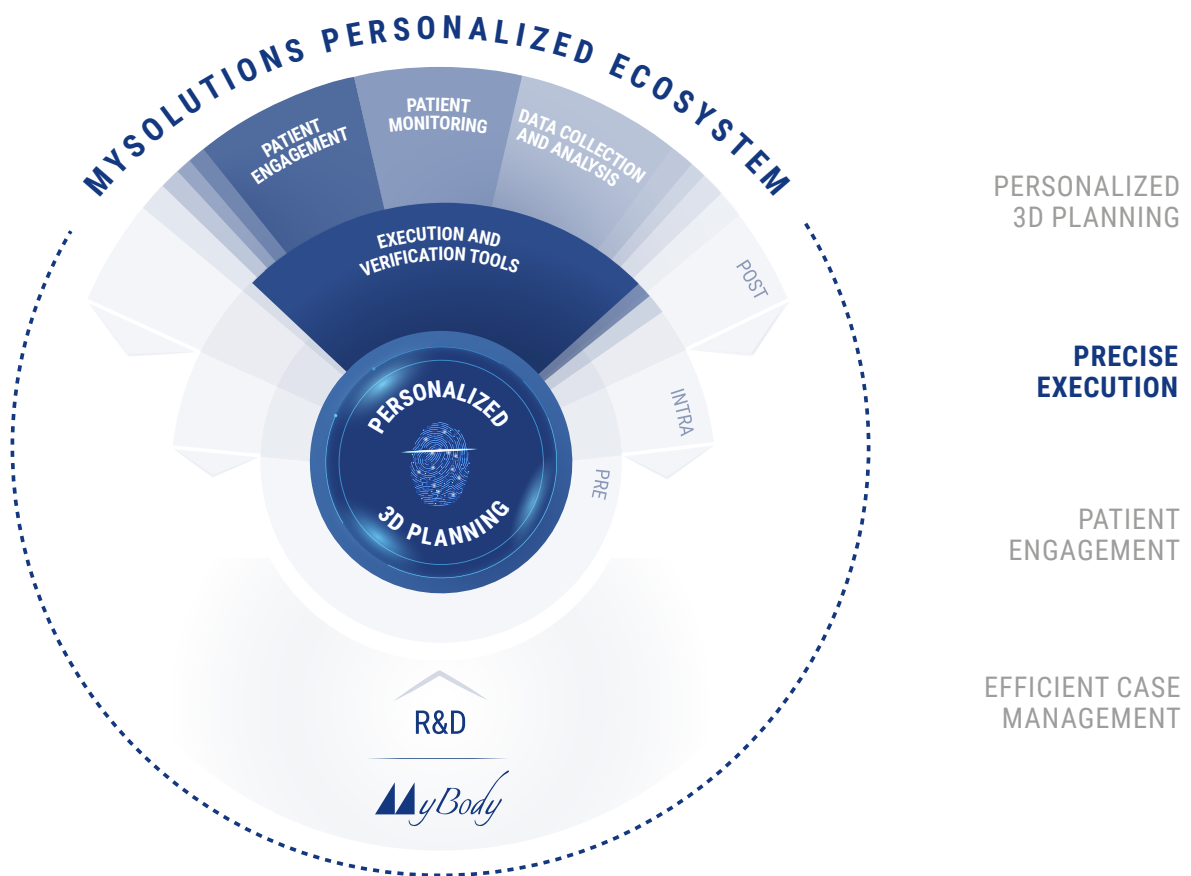 MYSOLUTIONS PERSONALIZED ECOSYSTEM
PATIENT
ENGAGEMENT
PATIENT
MONITORING
DATA COLLECTION
AND ANALYSIS
EXECUTION AND
VERIFICATION TOOLS
POST
INTRA
PRE
PERSONALIZED
3D PLANNING
R&D
MyBody
PERSONALIZED
3D PLANNING
PRECISE
EXECUTION
PATIENT
ENGAGEMENT
EFFICIENT CASE
MANAGEMENT